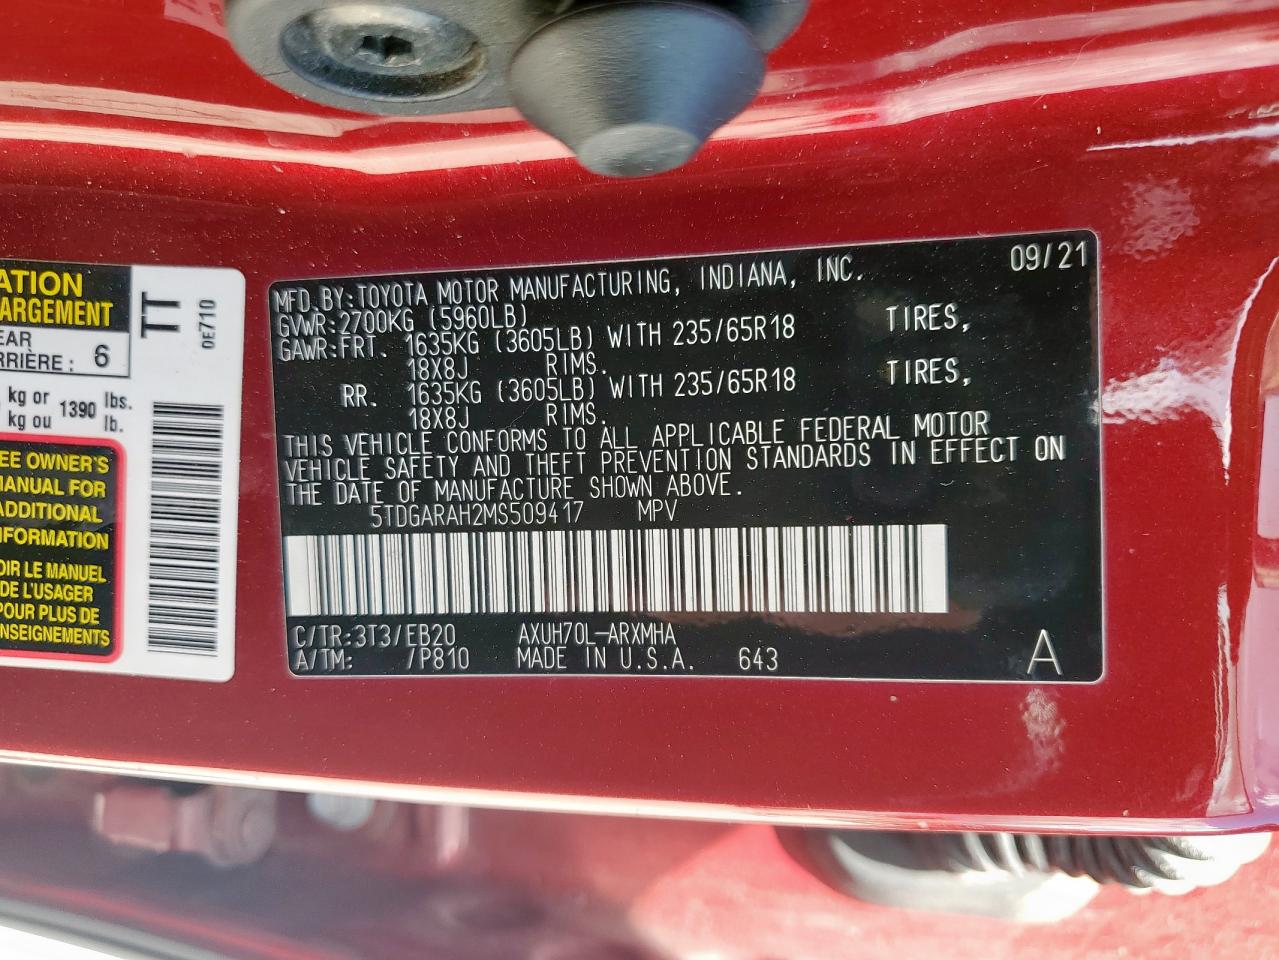 ATION
ARGEMENT
EAR
RRIÈRE : 6
kg or 1390 lbs.
kg ou lb.
EE OWNER'S
MANUAL FOR
ADDITIONAL
INFORMATION
OIR LE MANUEL
DE L'USAGER
POUR PLUS DE
NSEIGNEMENTS
TT
0E710
09/21
MFD.BY:TOYOTA MOTOR MANUFACTURING, INDIANA, INC.
GVWR:2700KG (5960LB)
GAWR:FRT. 1635KG (3605LB) WITH 235/65R18 TIRES,
18X8J RIMS.
RR. 1635KG (3605LB) WITH 235/65R18 TIRES,
18X8J RIMS.
THIS VEHICLE CONFORMS TO ALL APPLICABLE FEDERAL MOTOR
VEHICLE SAFETY AND THEFT PREVENTION STANDARDS IN EFFECT ON
THE DATE OF MANUFACTURE SHOWN ABOVE.
5TDGARAH2MS509417 MPV
C/TR:3T3/EB20 AXUH70L-ARXMHA
A/TM: /P810 MADE IN U.S.A. 643 A